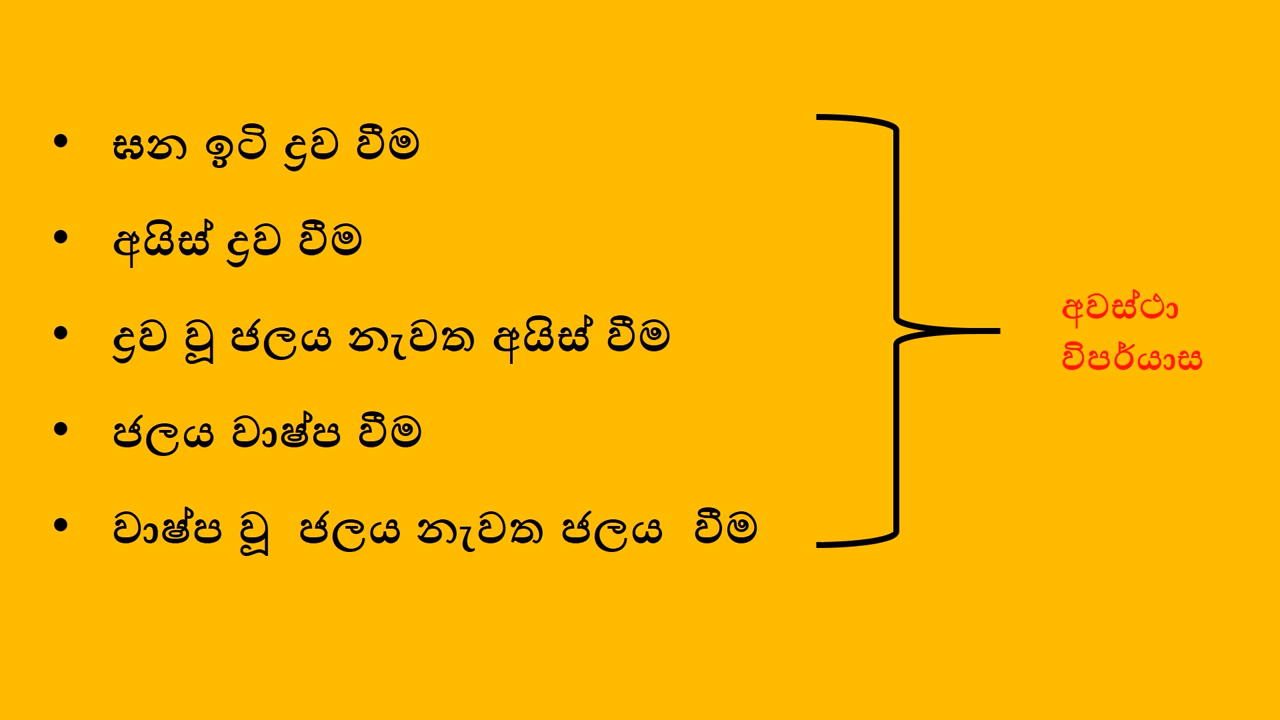 • ඝන ඉටි ද්‍රව වීම
• අයිස් ද්‍රව වීම
• ද්‍රව වූ ජලය නැවත අයිස් වීම
• ජලය වාෂ්ප වීම
• වාෂ්ප වූ ජලය නැවත ජලය වීම
අවස්ථා
විපර්යාස